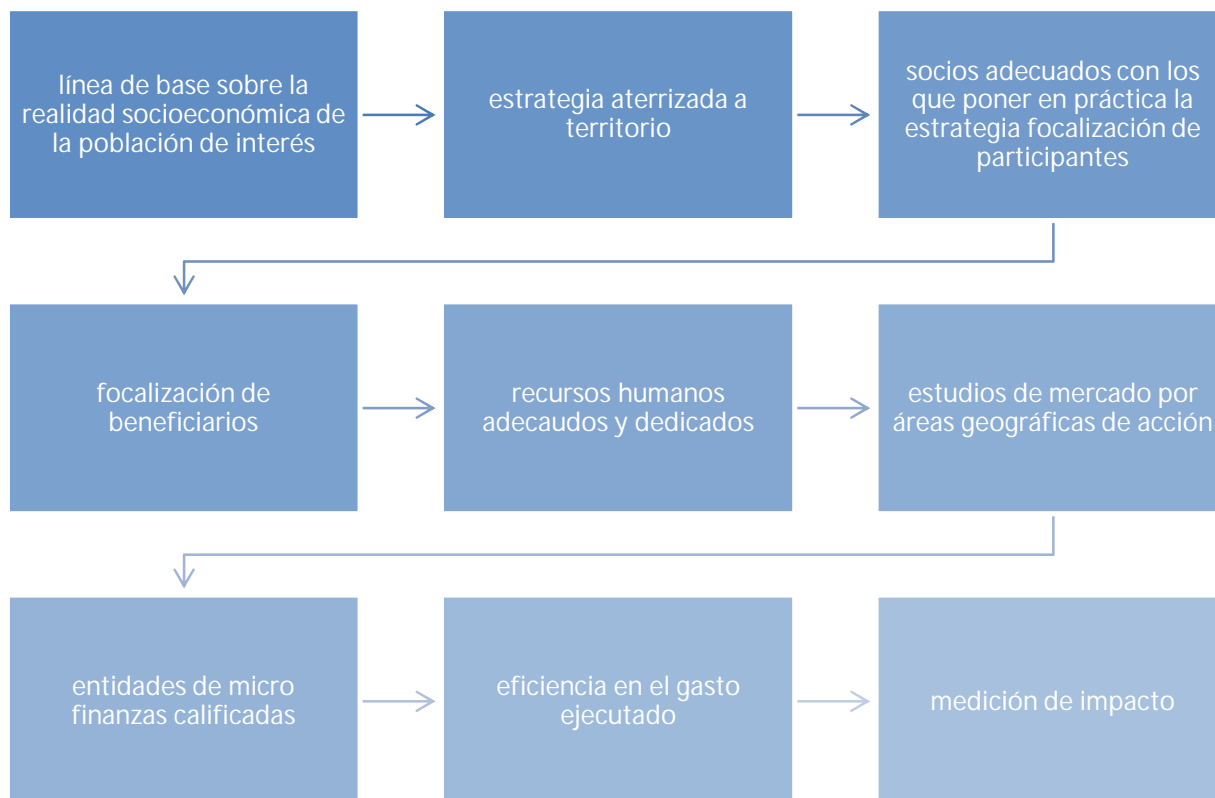 línea de base sobre la
realidad socioeconómica de
la población de interés
estrategia aterrizada a
territorio
socios adecuados con los
que poner en práctica la
estrategia focalización de
participantes
focalización de
beneficiarios
recursos humanos
adecaudos y dedicados
estudios de mercado por
áreas geográficas de acción
entidades de micro
finanzas calificadas
eficiencia en el gasto
ejecutado
medición de impacto